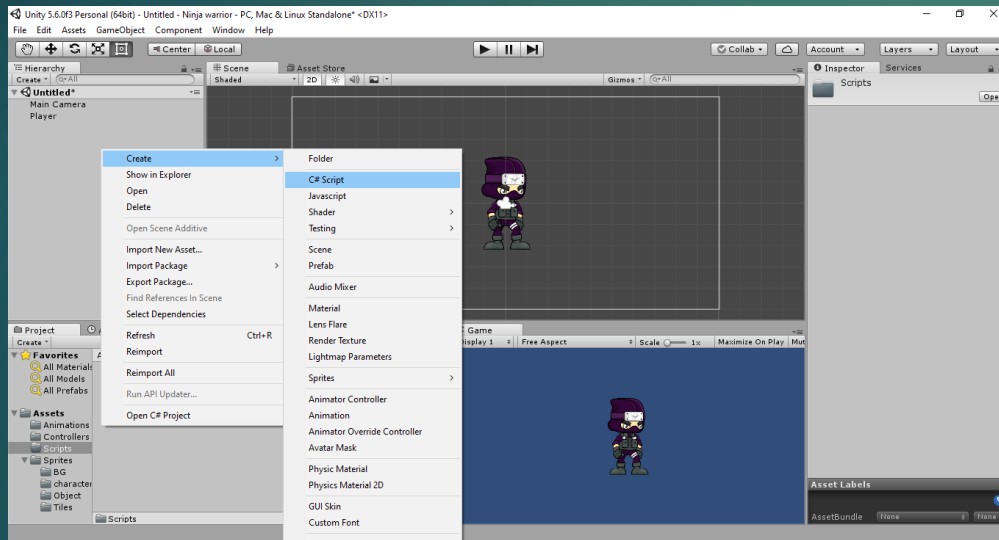 Unity 5.6.0f3 Personal (64bit) - Untitled - Ninja warrior - PC, Mac & Linux Standalone* <DX11>
File Edit Assets GameObject Component Window Help
Center Local Collab Account Layers Layout
Hierarchy
Create All
Untitled*
Main Camera
Player
Scene Asset Store
Shaded 2D Gizmos All
Inspector Services
Scripts
Ope
Create
Show in Explorer
Open
Delete
Open Scene Additive
Import New Asset...
Import Package
Export Package...
Find References In Scene
Select Dependencies
Refresh Ctrl+R
Reimport
Reimport All
Run API Updater...
Open C# Project
Folder
C# Script
Javascript
Shader
Testing
Scene
Prefab
Audio Mixer
Material
Lens Flare
Render Texture
Lightmap Parameters
Sprites
Animator Controller
Animation
Animator Override Controller
Avatar Mask
Physic Material
Physics Material 2D
GUI Skin
Custom Font
Project
Create
Favorites
All Materials
All Models
All Prefabs
Assets
Animations
Controllers
Scripts
Sprites
BG
character
Object
Tiles
Scripts
Game
isplay 1 Free Aspect Scale 1x Maximize On Play Mut
Asset Labels
AssetBundle None None